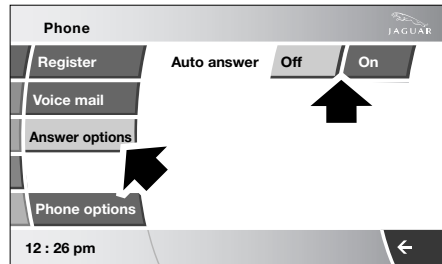 Phone
JAGUAR
Register
Auto answer
Off
On
Voice mail
Answer options
Phone options
12 : 26 pm